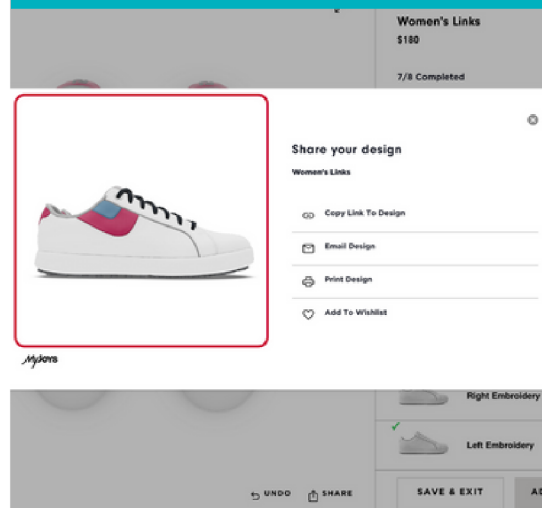 Women's Links
$180
7/8 Completed
Share your design
Women's Links
Copy Link To Design
Email Design
Print Design
Add To Wishlist
MyJoys
Right Embroidery
Left Embroidery
UNDO
SHARE
SAVE & EXIT
AD